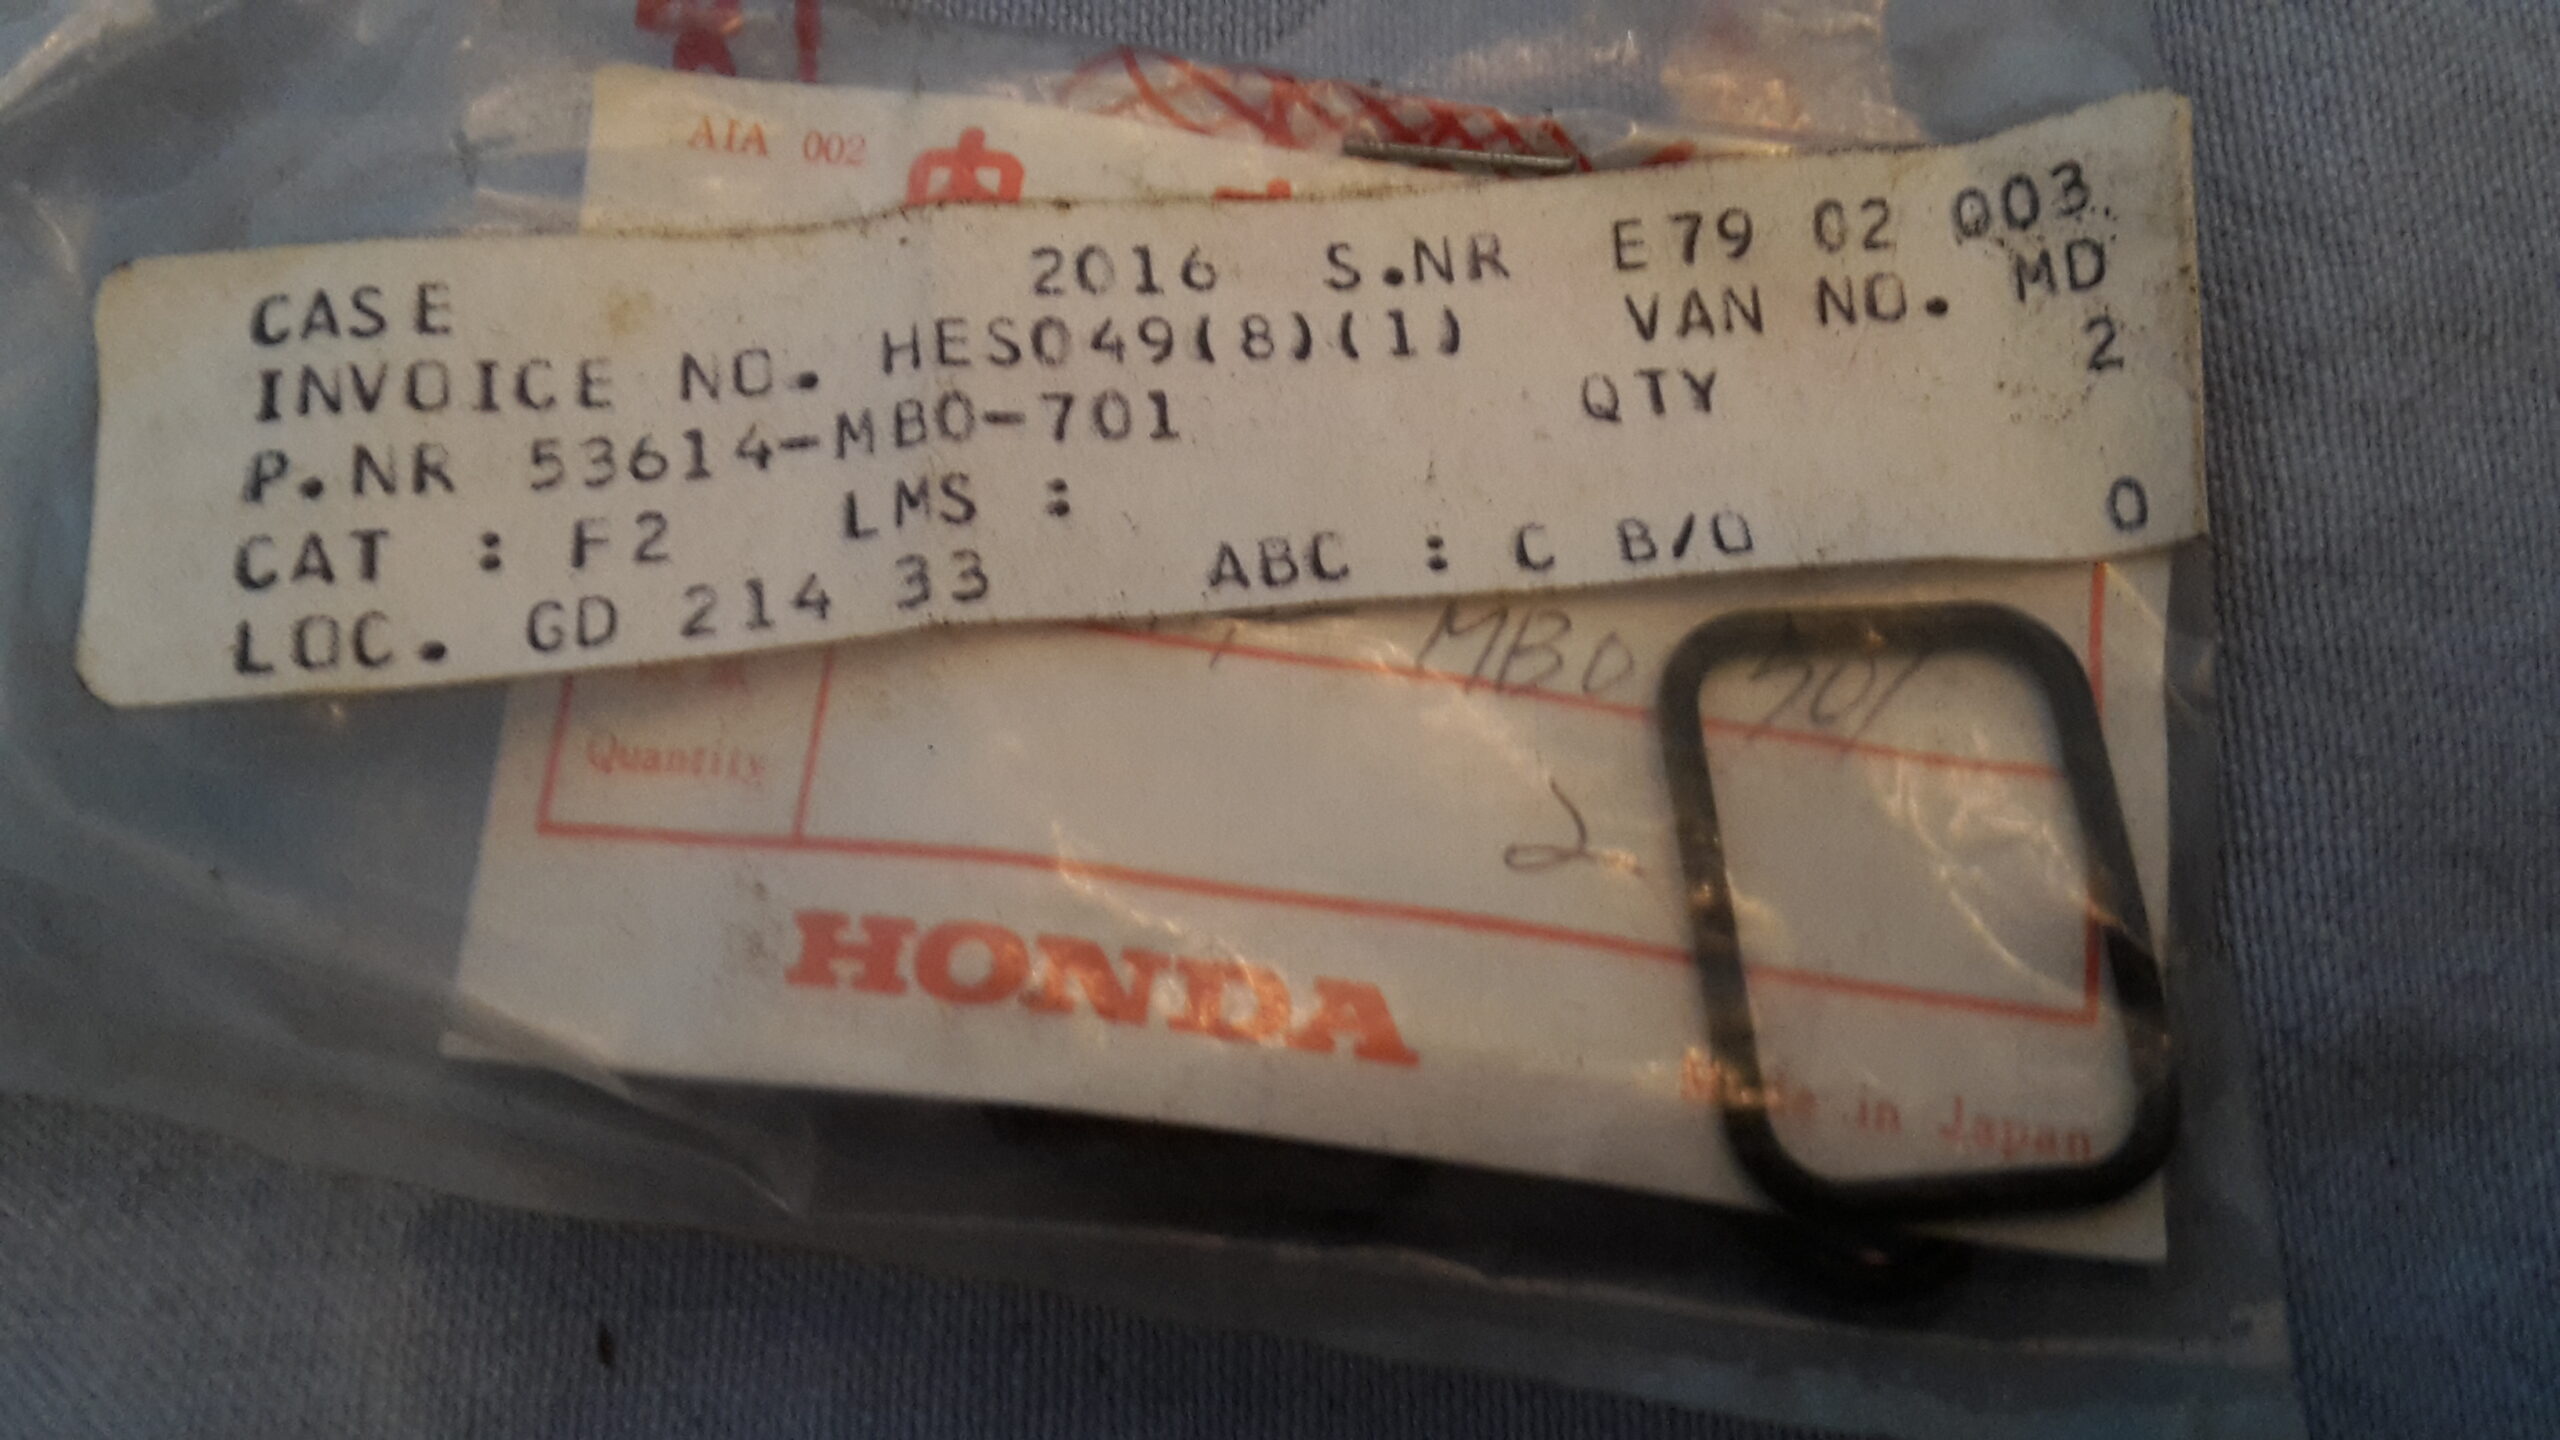 AIA 002
CASE 2016 S.NR E79 02 003
INVOICE NO. HES049(8)(1) VAN NO. MD
P.NR 53614-MB0-701 QTY 2
CAT : F2 LMS :
LOC. GD 214 33 ABC : C B/O 0
MB0 701
Quantity 2
HONDA
Made in Japan